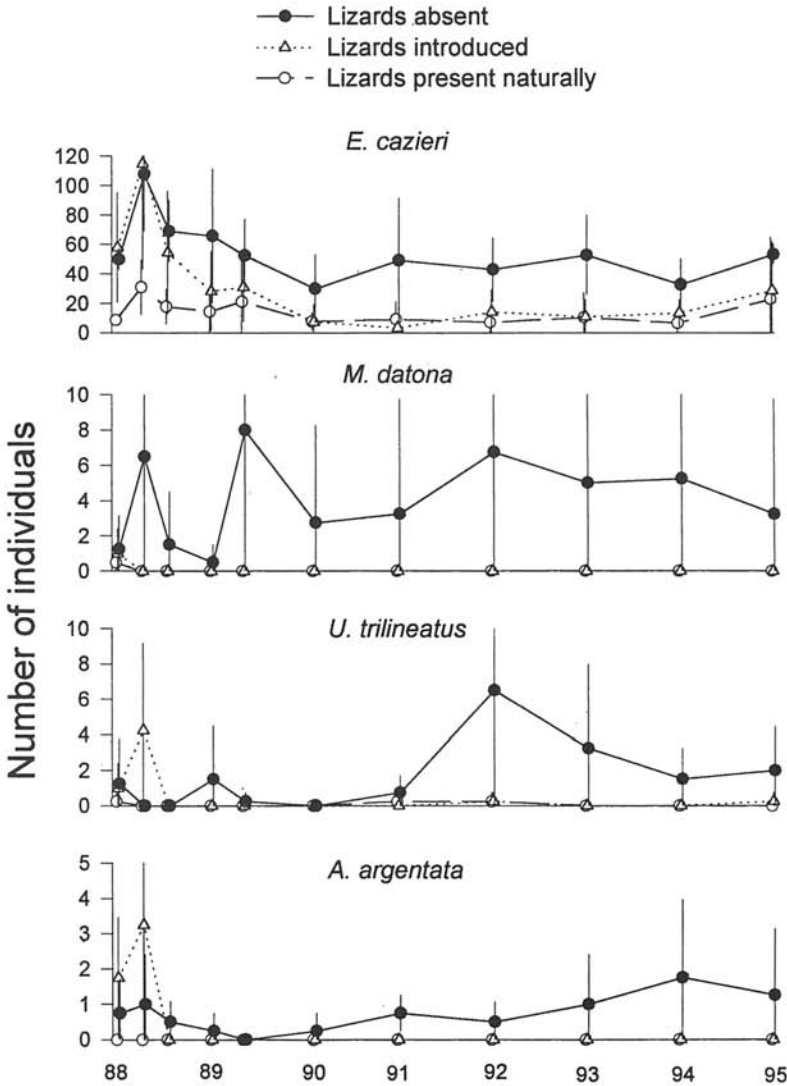 Lizards absent
Lizards introduced
Lizards present naturally
E. cazieri
120
100
80
60
40
20
0
M. datona
10
8
6
4
2
0
Number of individuals
U. trilineatus
10
8
6
4
2
0
A. argentata
5
4
3
2
1
0
88 89 90 91 92 93 94 95